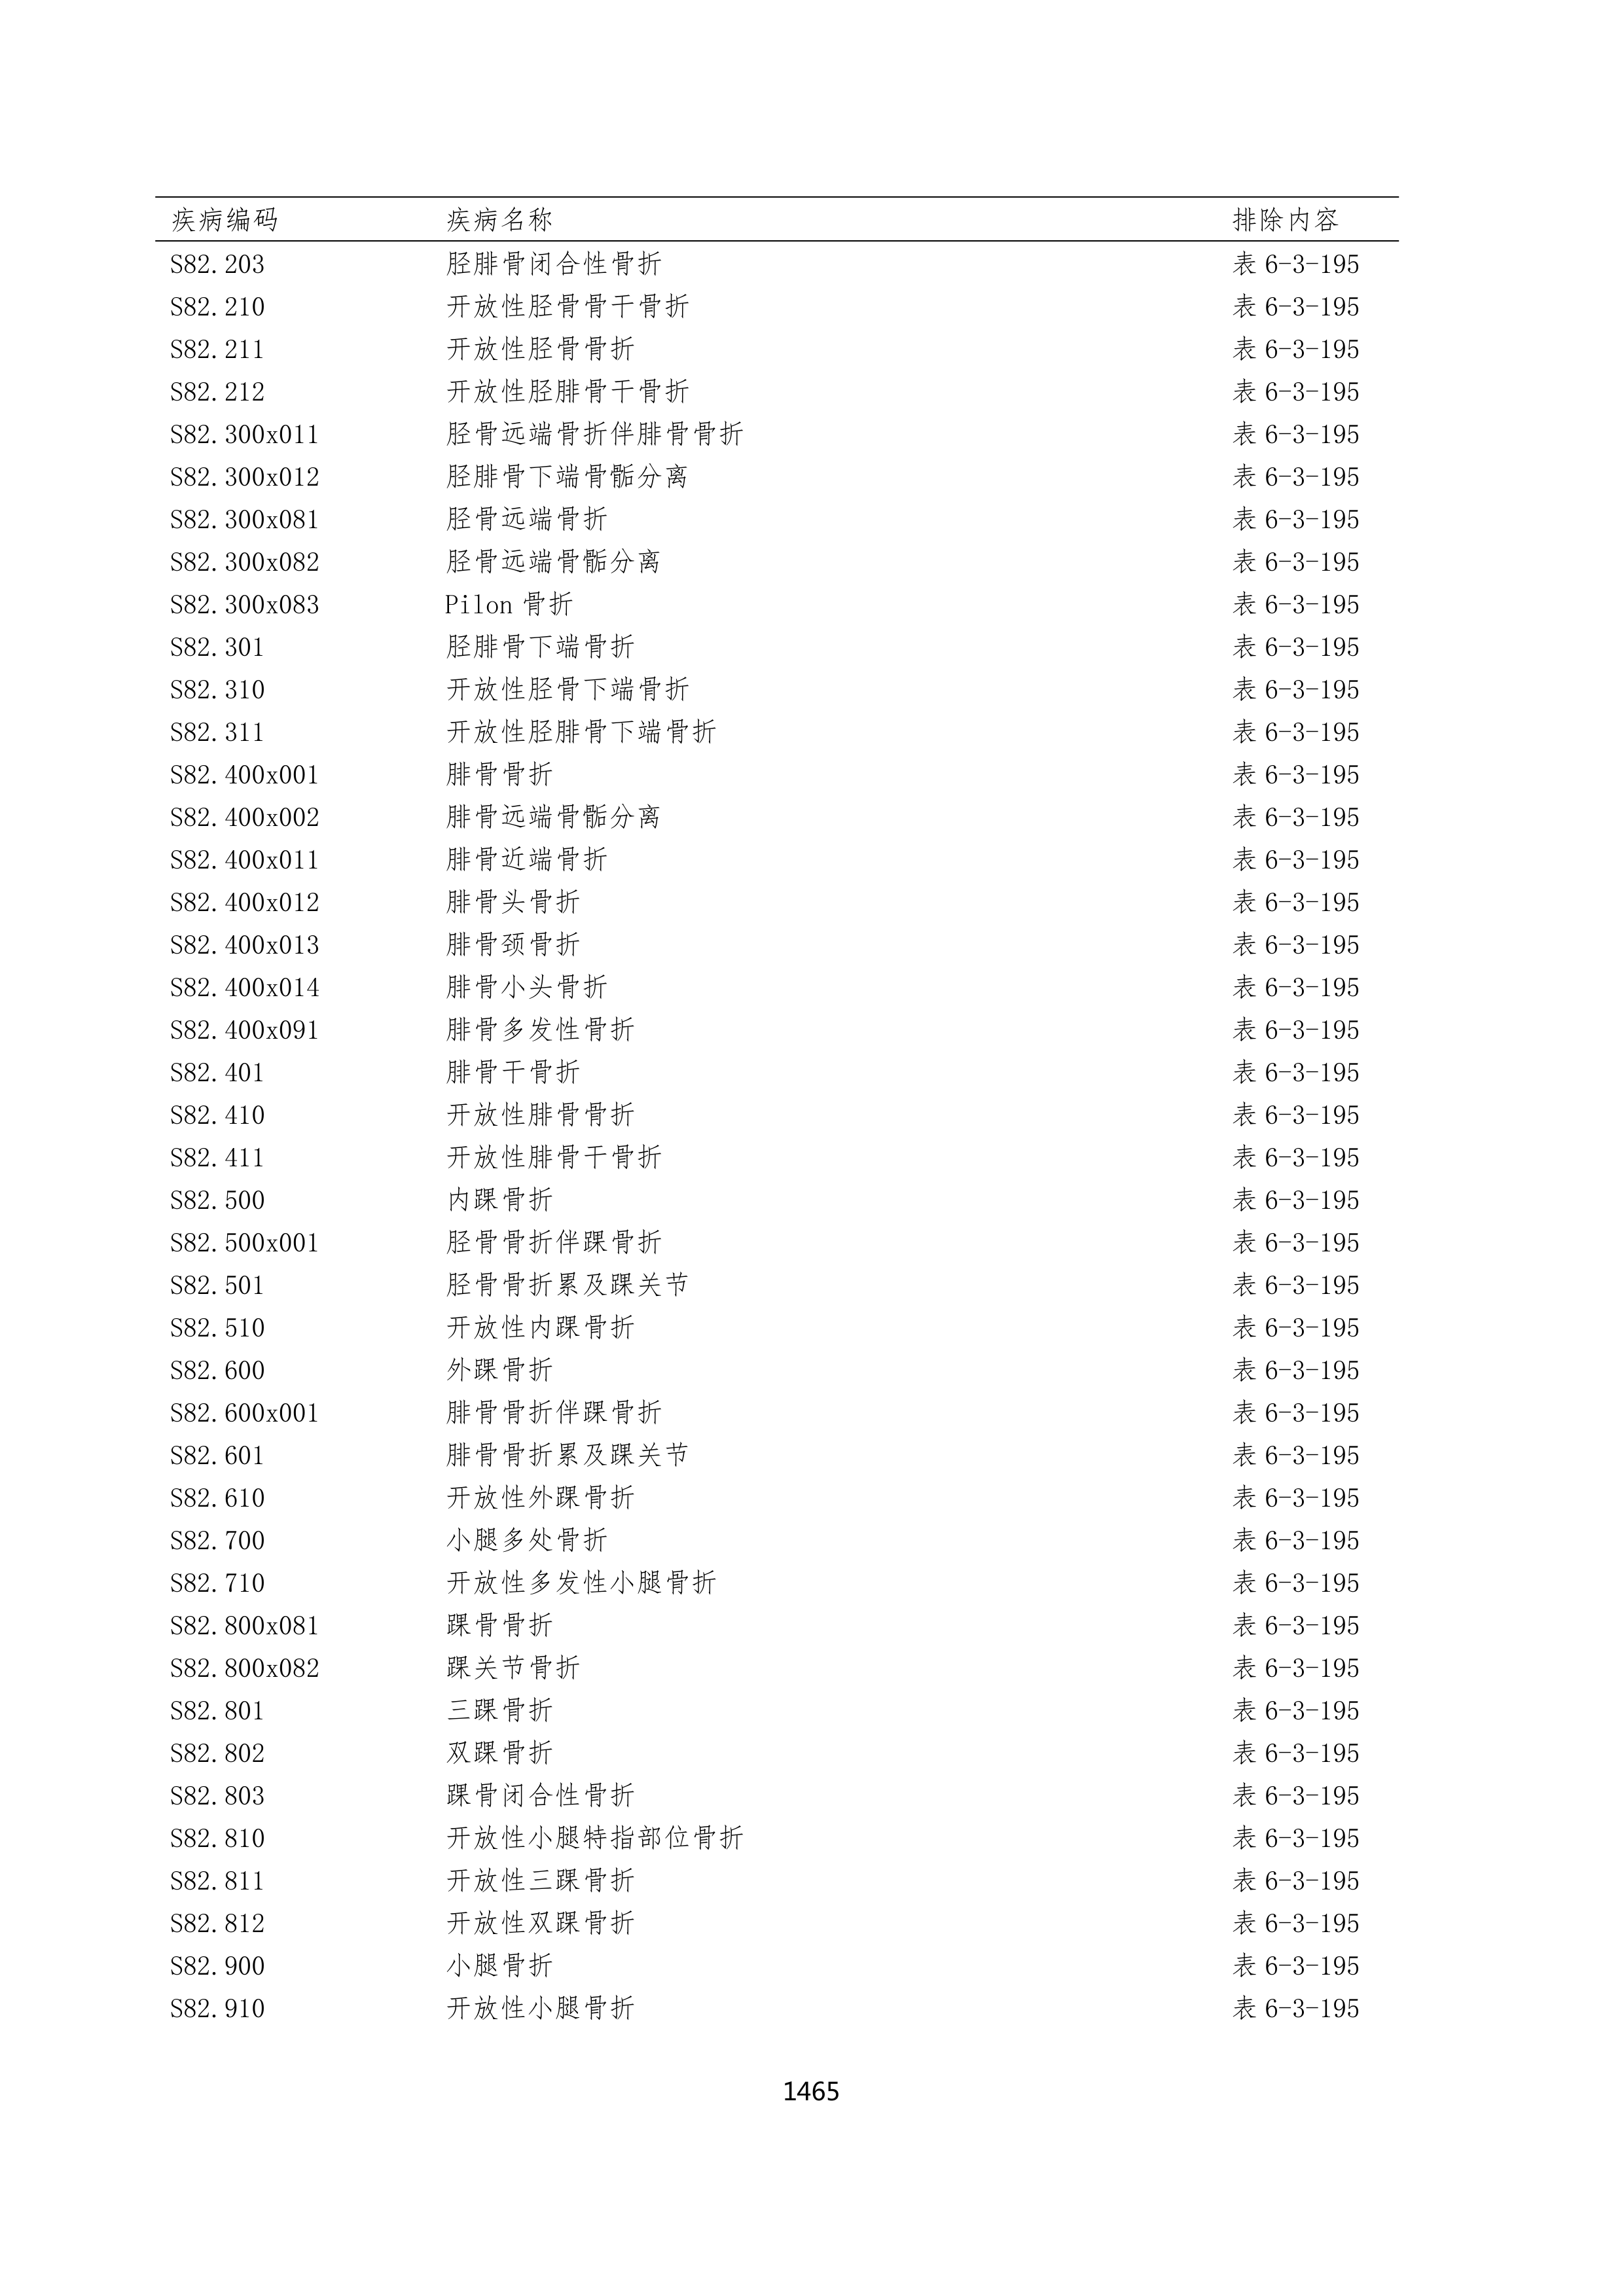 疾病编码 疾病名称 排除内容
S82.203 胫腓骨闭合性骨折 表 6-3-195
S82.210 开放性胫骨骨干骨折 表 6-3-195
S82.211 开放性胫骨骨折 表 6-3-195
S82.212 开放性胫腓骨干骨折 表 6-3-195
S82.300x011 胫骨远端骨折伴腓骨骨折 表 6-3-195
S82.300x012 胫腓骨下端骨骺分离 表 6-3-195
S82.300x081 胫骨远端骨折 表 6-3-195
S82.300x082 胫骨远端骨骺分离 表 6-3-195
S82.300x083 Pilon 骨折 表 6-3-195
S82.301 胫腓骨下端骨折 表 6-3-195
S82.310 开放性胫骨下端骨折 表 6-3-195
S82.311 开放性胫腓骨下端骨折 表 6-3-195
S82.400x001 腓骨骨折 表 6-3-195
S82.400x002 腓骨远端骨骺分离 表 6-3-195
S82.400x011 腓骨近端骨折 表 6-3-195
S82.400x012 腓骨头骨折 表 6-3-195
S82.400x013 腓骨颈骨折 表 6-3-195
S82.400x014 腓骨小头骨折 表 6-3-195
S82.400x091 腓骨多发性骨折 表 6-3-195
S82.401 腓骨干骨折 表 6-3-195
S82.410 开放性腓骨骨折 表 6-3-195
S82.411 开放性腓骨干骨折 表 6-3-195
S82.500 内踝骨折 表 6-3-195
S82.500x001 胫骨骨折伴踝骨折 表 6-3-195
S82.501 胫骨骨折累及踝关节 表 6-3-195
S82.510 开放性内踝骨折 表 6-3-195
S82.600 外踝骨折 表 6-3-195
S82.600x001 腓骨骨折伴踝骨折 表 6-3-195
S82.601 腓骨骨折累及踝关节 表 6-3-195
S82.610 开放性外踝骨折 表 6-3-195
S82.700 小腿多处骨折 表 6-3-195
S82.710 开放性多发性小腿骨折 表 6-3-195
S82.800x081 踝骨骨折 表 6-3-195
S82.800x082 踝关节骨折 表 6-3-195
S82.801 三踝骨折 表 6-3-195
S82.802 双踝骨折 表 6-3-195
S82.803 踝骨闭合性骨折 表 6-3-195
S82.810 开放性小腿特指部位骨折 表 6-3-195
S82.811 开放性三踝骨折 表 6-3-195
S82.812 开放性双踝骨折 表 6-3-195
S82.900 小腿骨折 表 6-3-195
S82.910 开放性小腿骨折 表 6-3-195
1465